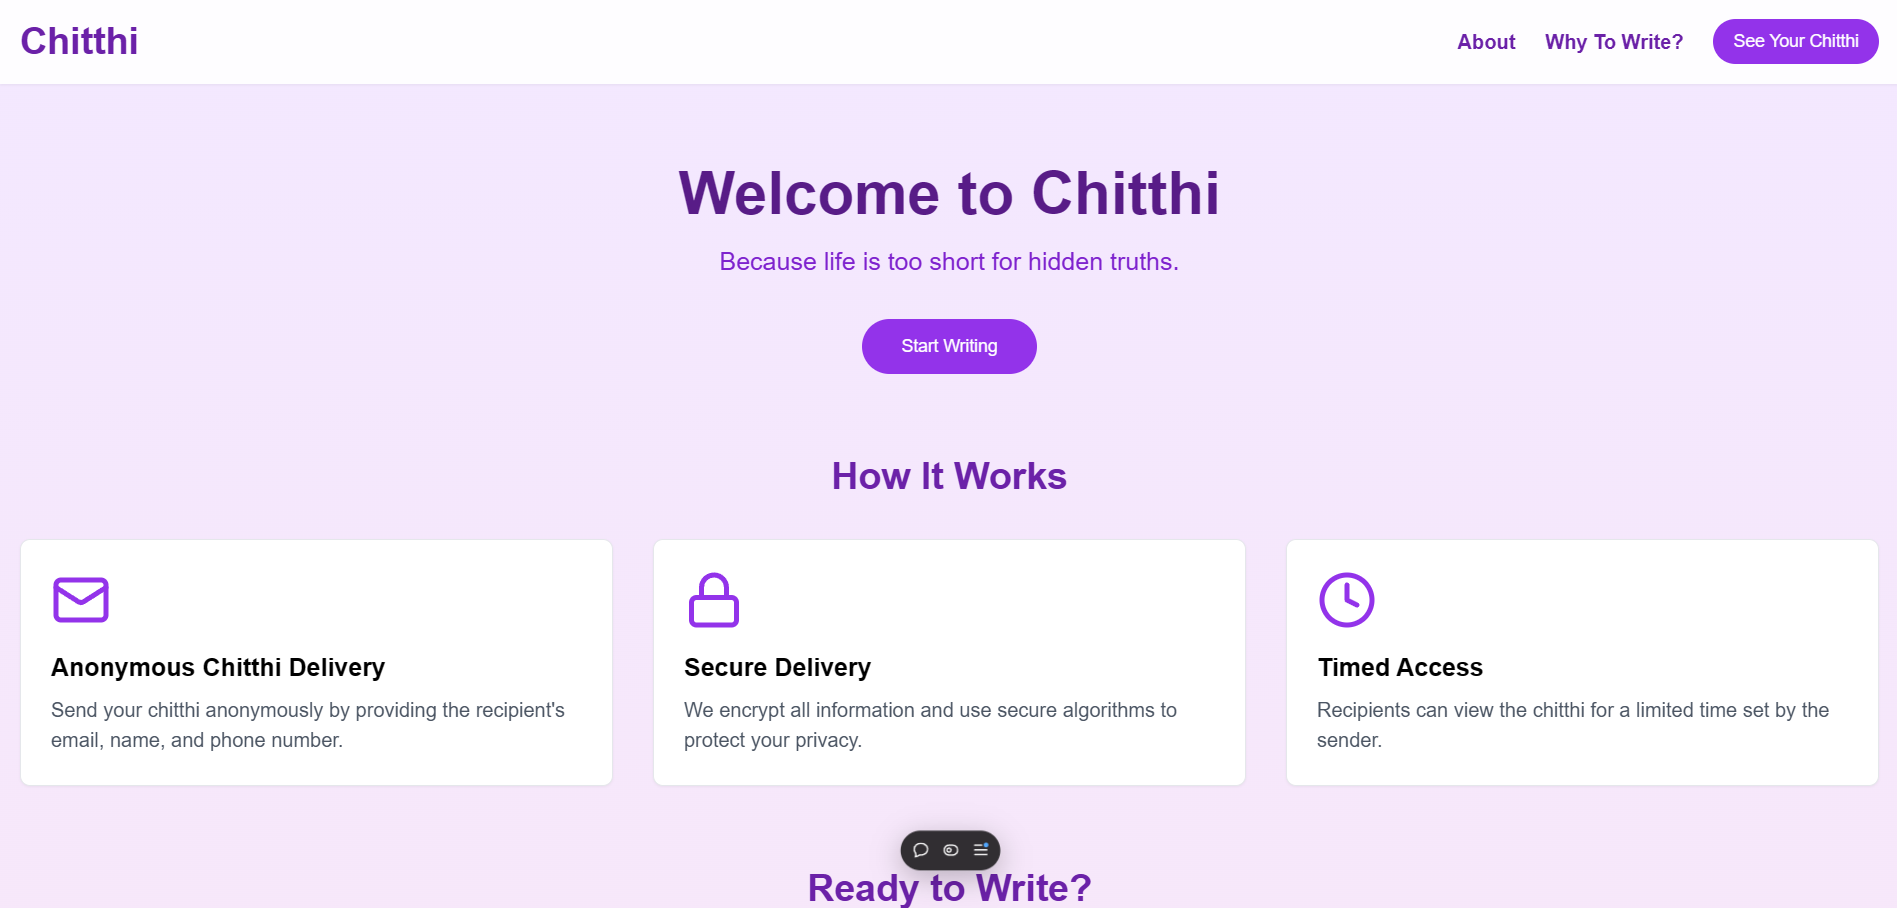 Chitthi
About
Why To Write?
See Your Chitthi
Welcome to Chitthi
Because life is too short for hidden truths.
Start Writing
How It Works
Anonymous Chitthi Delivery
Send your chitthi anonymously by providing the recipient's
email, name, and phone number.
Secure Delivery
We encrypt all information and use secure algorithms to
protect your privacy.
Timed Access
Recipients can view the chitthi for a limited time set by the
sender.
Ready to Write?